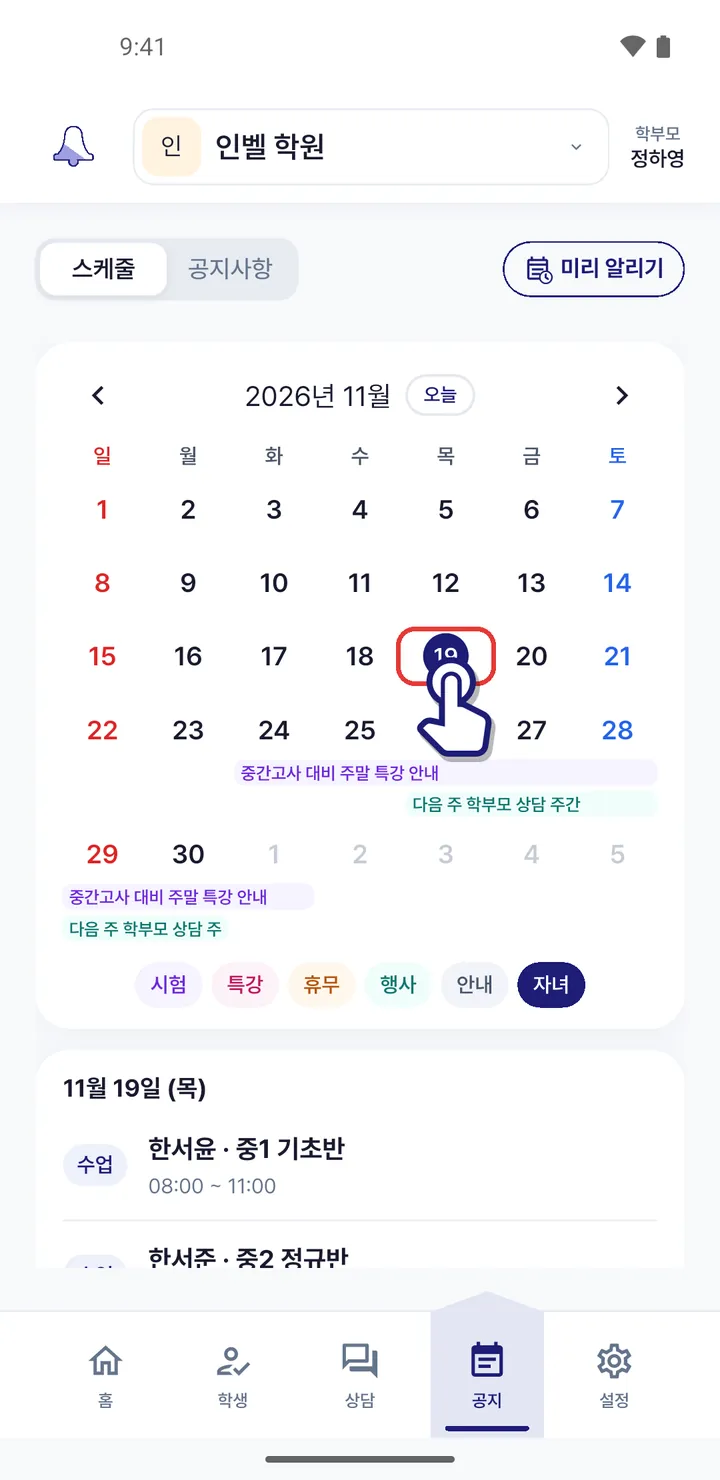 9:41
인 인벨 학원
학부모
정하영
스케줄 공지사항 미리 알리기
2026년 11월 오늘
일 월 화 수 목 금 토
1 2 3 4 5 6 7
8 9 10 11 12 13 14
15 16 17 18 19 20 21
22 23 24 25 27 28
중간고사 대비 주말 특강 안내
다음 주 학부모 상담 주간
29 30 1 2 3 4 5
중간고사 대비 주말 특강 안내
다음 주 학부모 상담 주
시험 특강 휴무 행사 안내 자녀
11월 19일 (목)
수업 한서윤 · 중1 기초반
08:00 ~ 11:00
한서준 · 중2 정규반
홈 학생 상담 공지 설정